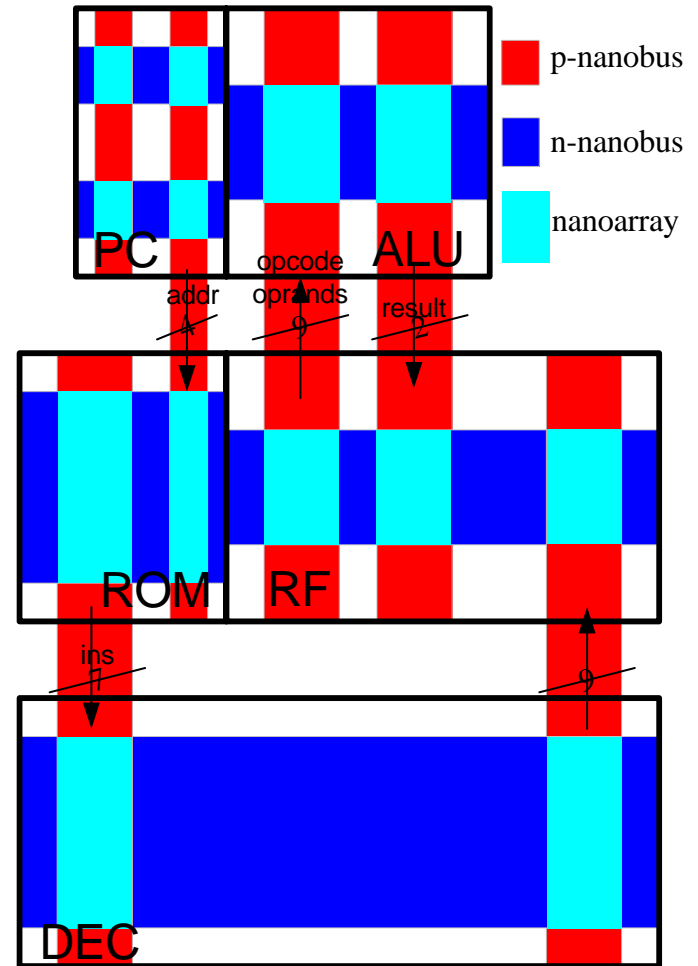 p-nanobus
n-nanobus
nanoarray
PC
ALU
addr
4
opcode
oprands
9
result
2
ROM
RF
ins
7
9
DEC